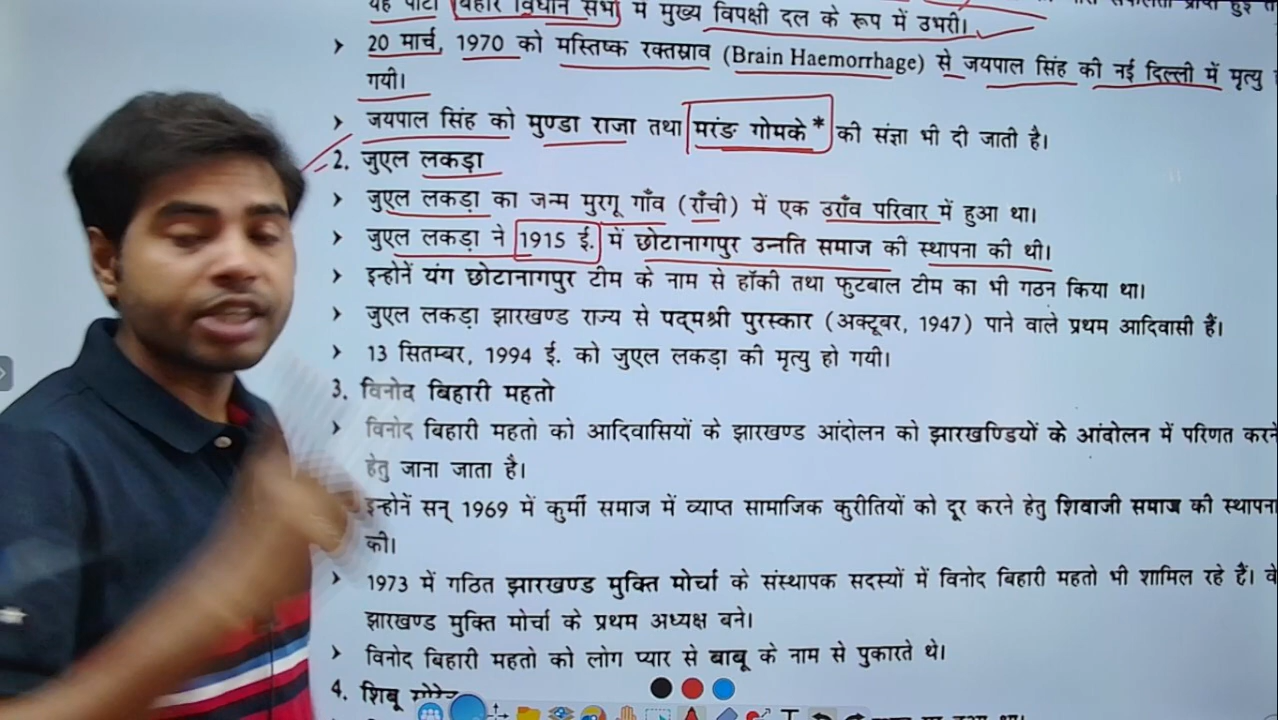 यह पार्टी बिहार विधान सभा में मुख्य विपक्षी दल के रूप में उभरी।
➤ 20 मार्च, 1970 को मस्तिष्क रक्तस्राव (Brain Haemorrhage) से जयपाल सिंह की नई दिल्ली में मृत्यु
गयी।
➤ जयपाल सिंह को मुण्डा राजा तथा मरंङ गोमके * की संज्ञा भी दी जाती है।
2. जुएल लकड़ा
➤ जुएल लकड़ा का जन्म मुरगू गाँव (राँची) में एक उराँव परिवार में हुआ था।
➤ जुएल लकड़ा ने 1915 ई. में छोटानागपुर उन्नति समाज की स्थापना की थी।
➤ इन्होनें यंग छोटानागपुर टीम के नाम से हॉकी तथा फुटबाल टीम का भी गठन किया था।
➤ जुएल लकड़ा झारखण्ड राज्य से पद्मश्री पुरस्कार (अक्टूबर, 1947) पाने वाले प्रथम आदिवासी हैं।
➤ 13 सितम्बर, 1994 ई. को जुएल लकड़ा की मृत्यु हो गयी।
3. विनोद बिहारी महतो
➤ विनोद बिहारी महतो को आदिवासियों के झारखण्ड आंदोलन को झारखण्डियों के आंदोलन में परिणत करने
हेतु जाना जाता है।
इन्होनें सन् 1969 में कुर्मी समाज में व्याप्त सामाजिक कुरीतियों को दूर करने हेतु शिवाजी समाज की स्थापना
की।
➤ 1973 में गठित झारखण्ड मुक्ति मोर्चा के संस्थापक सदस्यों में विनोद बिहारी महतो भी शामिल रहे हैं। वे
झारखण्ड मुक्ति मोर्चा के प्रथम अध्यक्ष बने।
➤ विनोद बिहारी महतो को लोग प्यार से बाबू के नाम से पुकारते थे।
4. शिबू सोरेन